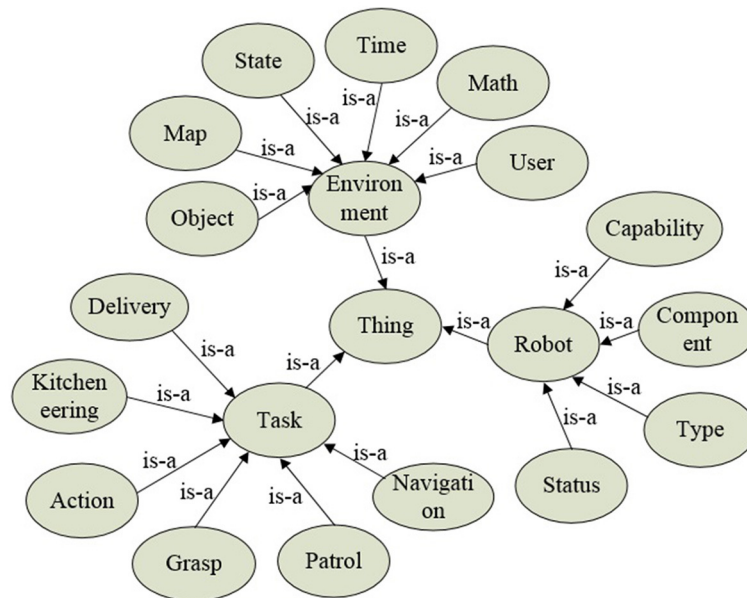 Time
State
Math
is-a
is-a
is-a
Map
is-a
is-a
User
Environ
ment
Object
is-a
Capability
is-a
is-a
Delivery
Thing
is-a
Robot
is-a
Compon
ent
is-a
is-a
Kitchen
eering
is-a
is-a
Task
is-a
Type
is-a
is-a
Action
is-a
is-a
Navigati
on
Status
Grasp
Patrol